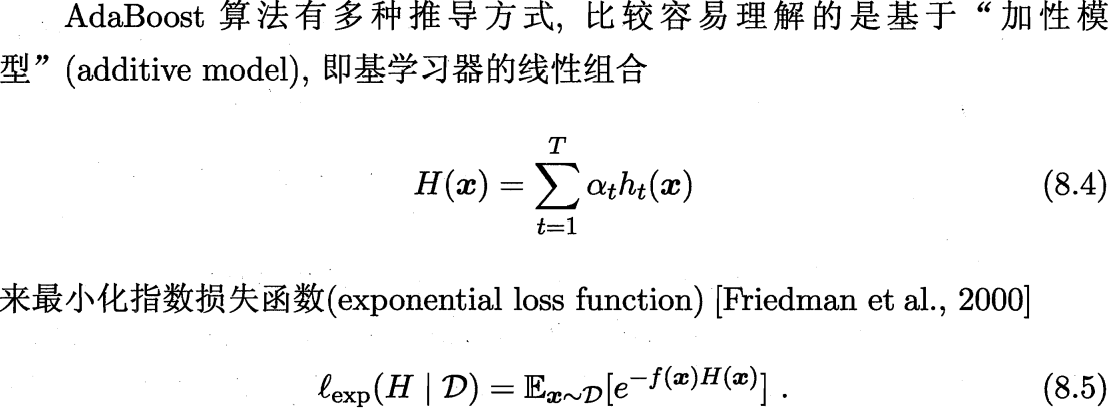 AdaBoost 算法有多种推导方式, 比较容易理解的是基于“加性模
型”(additive model), 即基学习器的线性组合
$H(\boldsymbol{x}) = \sum_{t=1}^{T} \alpha_t h_t(\boldsymbol{x})$ (8.4)
来最小化指数损失函数(exponential loss function) [Friedman et al., 2000]
$\ell_{\exp}(H \mid \mathcal{D}) = \mathbb{E}_{\boldsymbol{x} \sim \mathcal{D}}[e^{-f(\boldsymbol{x})H(\boldsymbol{x})}]$ . (8.5)